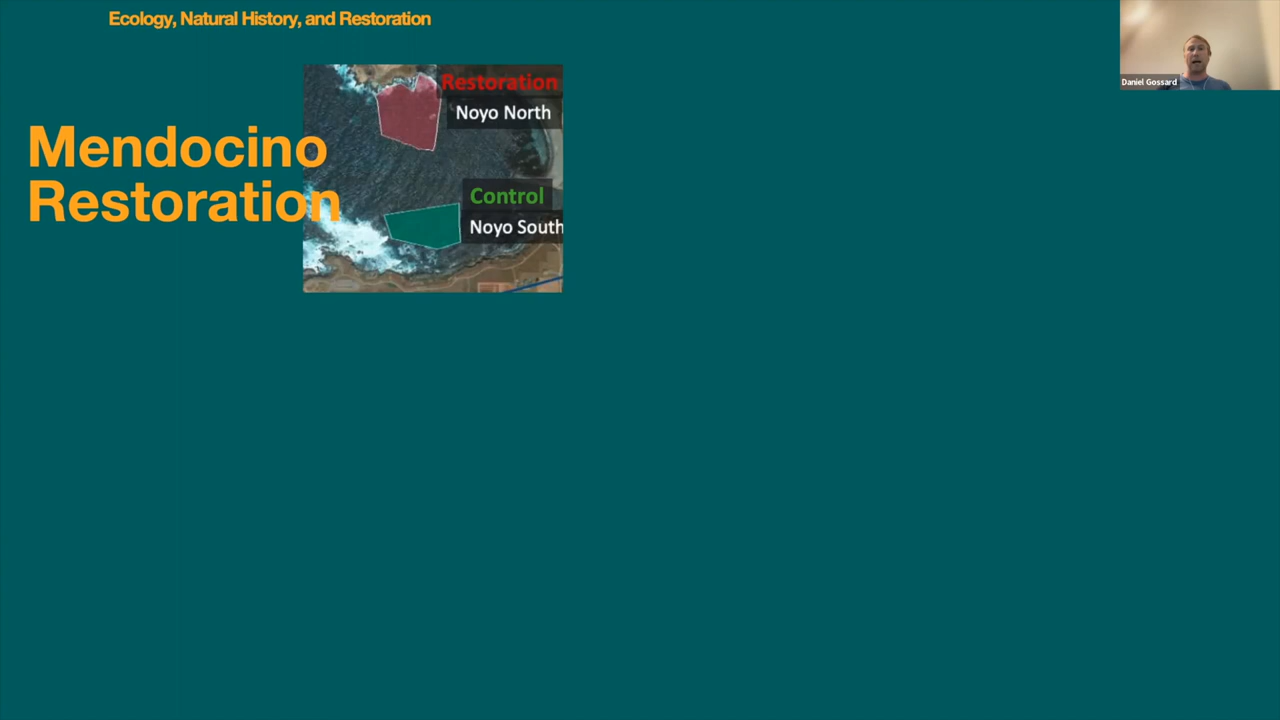 Ecology, Natural History, and Restoration
Daniel Gossard
Mendocino
Restoration
Restoration
Noyo North
Control
Noyo South